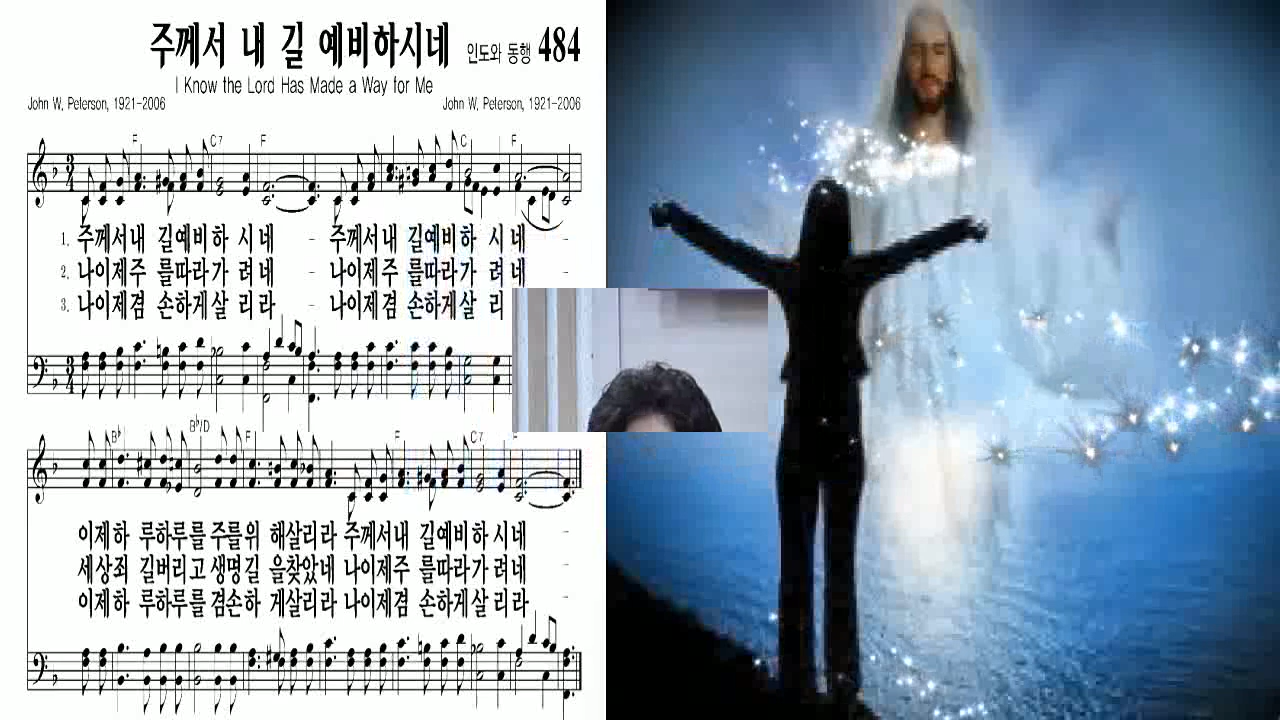 주께서 내 길 예비하시네 인도와 동행 484
I Know the Lord Has Made a Way for Me
John W. Peterson, 1921-2006 John W. Peterson, 1921-2006
F C7 F C F
1. 주께서내 길예비하 시 네 - 주께서내 길예비하 시 네 -
2. 나이제주 를따라가 려 네 - 나이제주 를따라가 려 네 -
3. 나이제겸 손하게살 리 라 - 나이제겸 손하게살 리
B♭ B♭/D F F C7 F
이제하 루하루를 주를위 해살리라 주께서내 길예비하 시 네 -
세상죄 길버리고 생명길 을찾았네 나이제주 를따라가 려 네 -
이제하 루하루를 겸손하 게살리라 나이제겸 손하게살 리 라 -